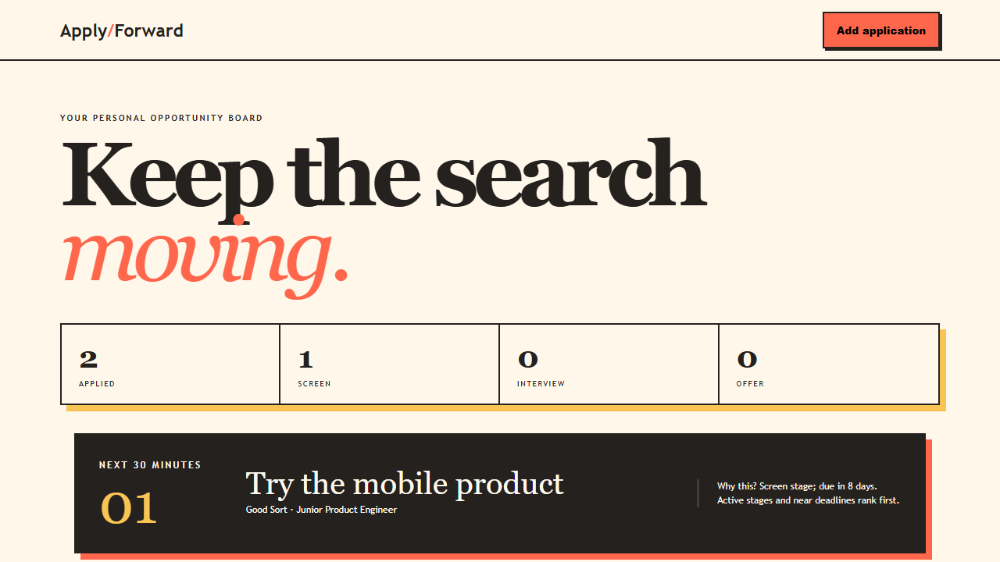 Apply/Forward
Add application
YOUR PERSONAL OPPORTUNITY BOARD
Keep the search
moving.
2
APPLIED
1
SCREEN
0
INTERVIEW
0
OFFER
NEXT 30 MINUTES
01
Try the mobile product
Good Sort · Junior Product Engineer
Why this? Screen stage; due in 8 days.
Active stages and near deadlines rank first.